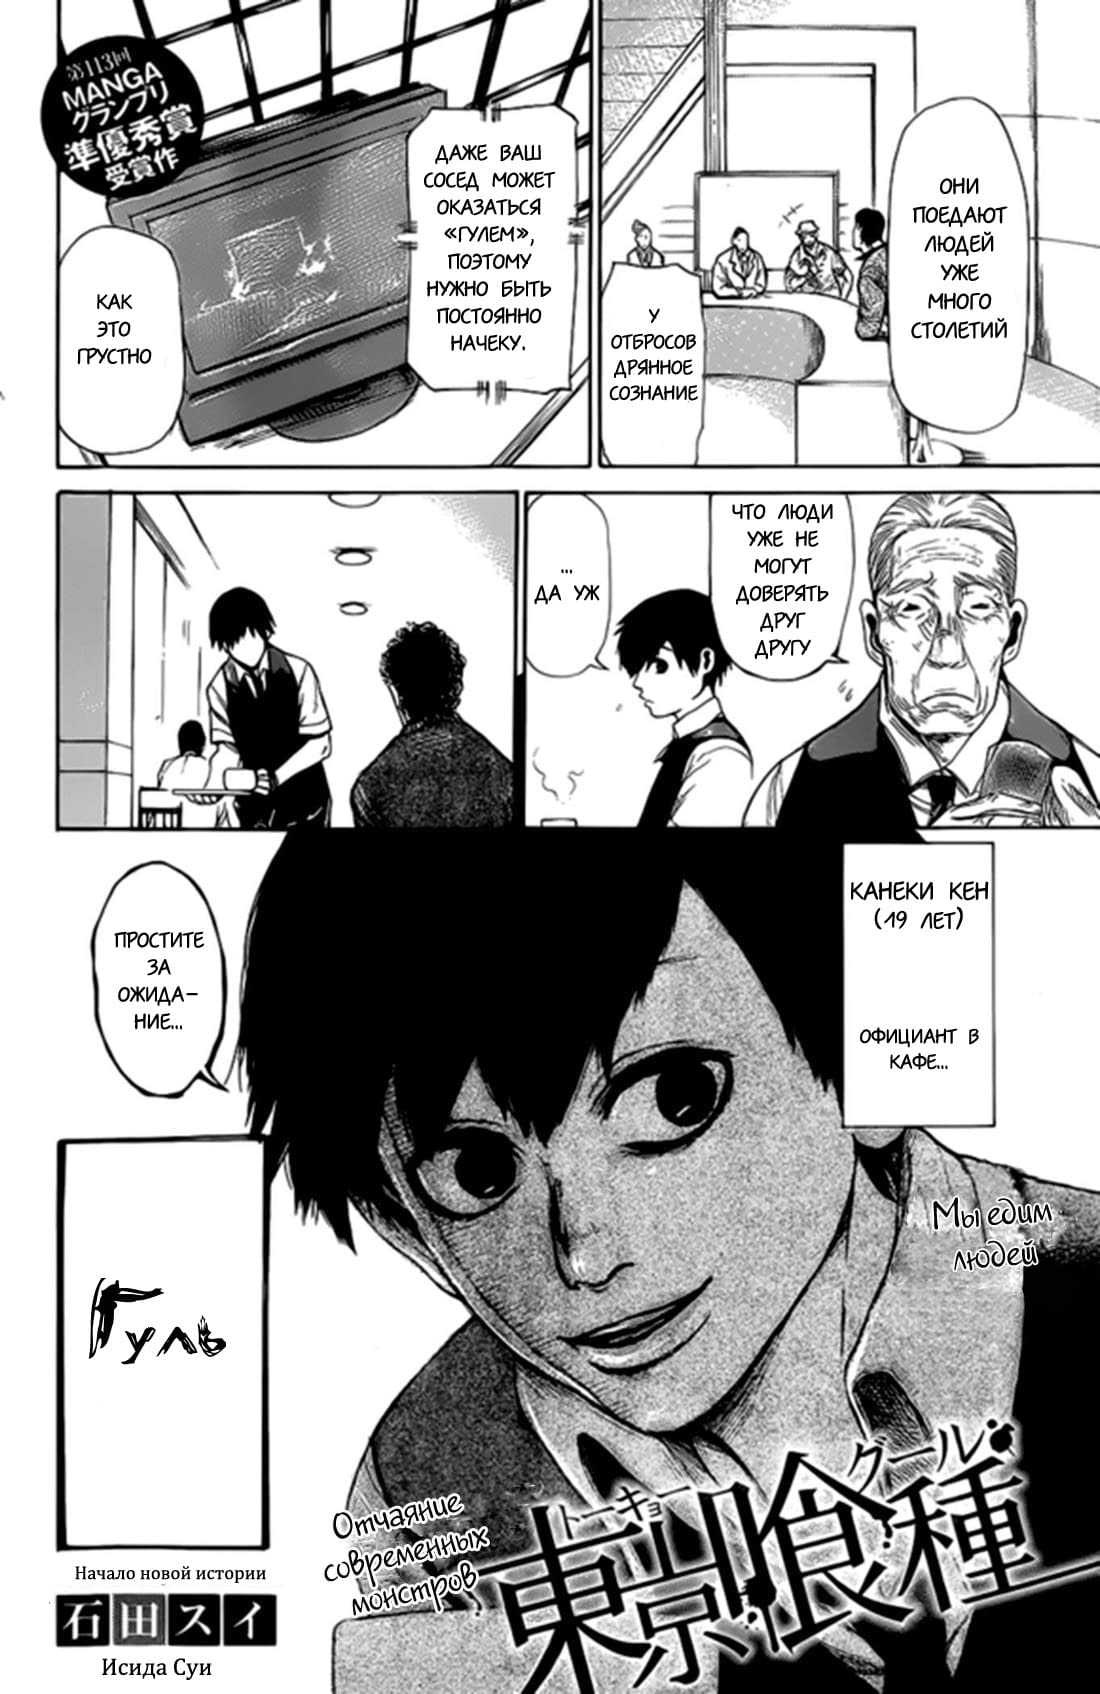 ОНИ
ПОЕДАЮТ
ЛЮДЕЙ
УЖЕ
МНОГО
СТОЛЕТИЙ
У
ОТБРОСОВ
ДРЯННОЕ
СОЗНАНИЕ
第113回
MANGA
グランプリ
準優秀賞
受賞作
ДАЖЕ ВАШ
СОСЕД МОЖЕТ
ОКАЗАТЬСЯ
«ГУЛЕМ»,
ПОЭТОМУ
НУЖНО БЫТЬ
ПОСТОЯННО
НАЧЕКУ.
КАК
ЭТО
ГРУСТНО
ЧТО ЛЮДИ
УЖЕ НЕ
МОГУТ
ДОВЕРЯТЬ
ДРУГ
ДРУГУ
...
ДА УЖ
КАНЕКИ КЕН
(19 ЛЕТ)
ОФИЦИАНТ В
КАФЕ...
ПРОСТИТЕ
ЗА
ОЖИДА-
НИЕ...
Мы едим
людей
Гуль
Отчаяние
современных
монстров
トーキョー
グール
東京喰種
Начало новой истории
石田スイ
Исида Суи